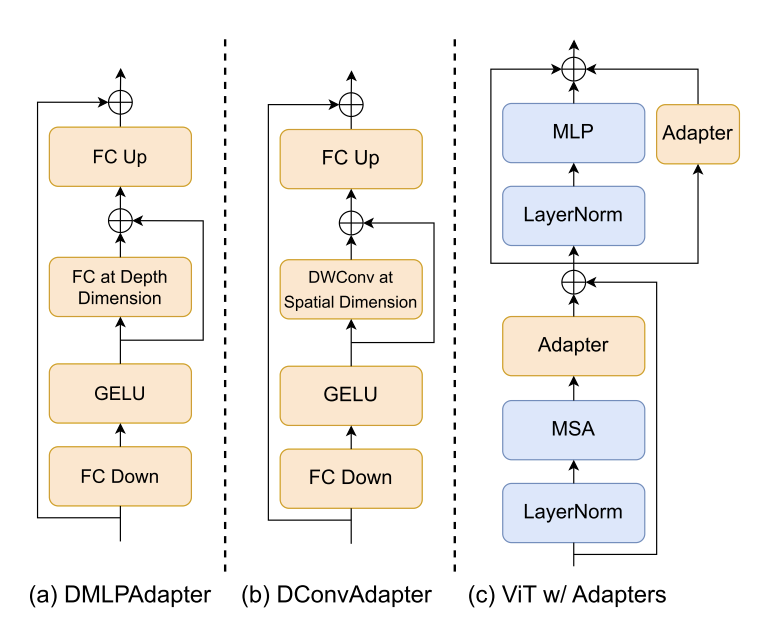 FC Up
FC at Depth
Dimension
GELU
FC Down
(a) DMLPAdapter
FC Up
DWConv at
Spatial Dimension
GELU
FC Down
(b) DConvAdapter
MLP
Adapter
LayerNorm
Adapter
MSA
LayerNorm
(c) ViT w/ Adapters